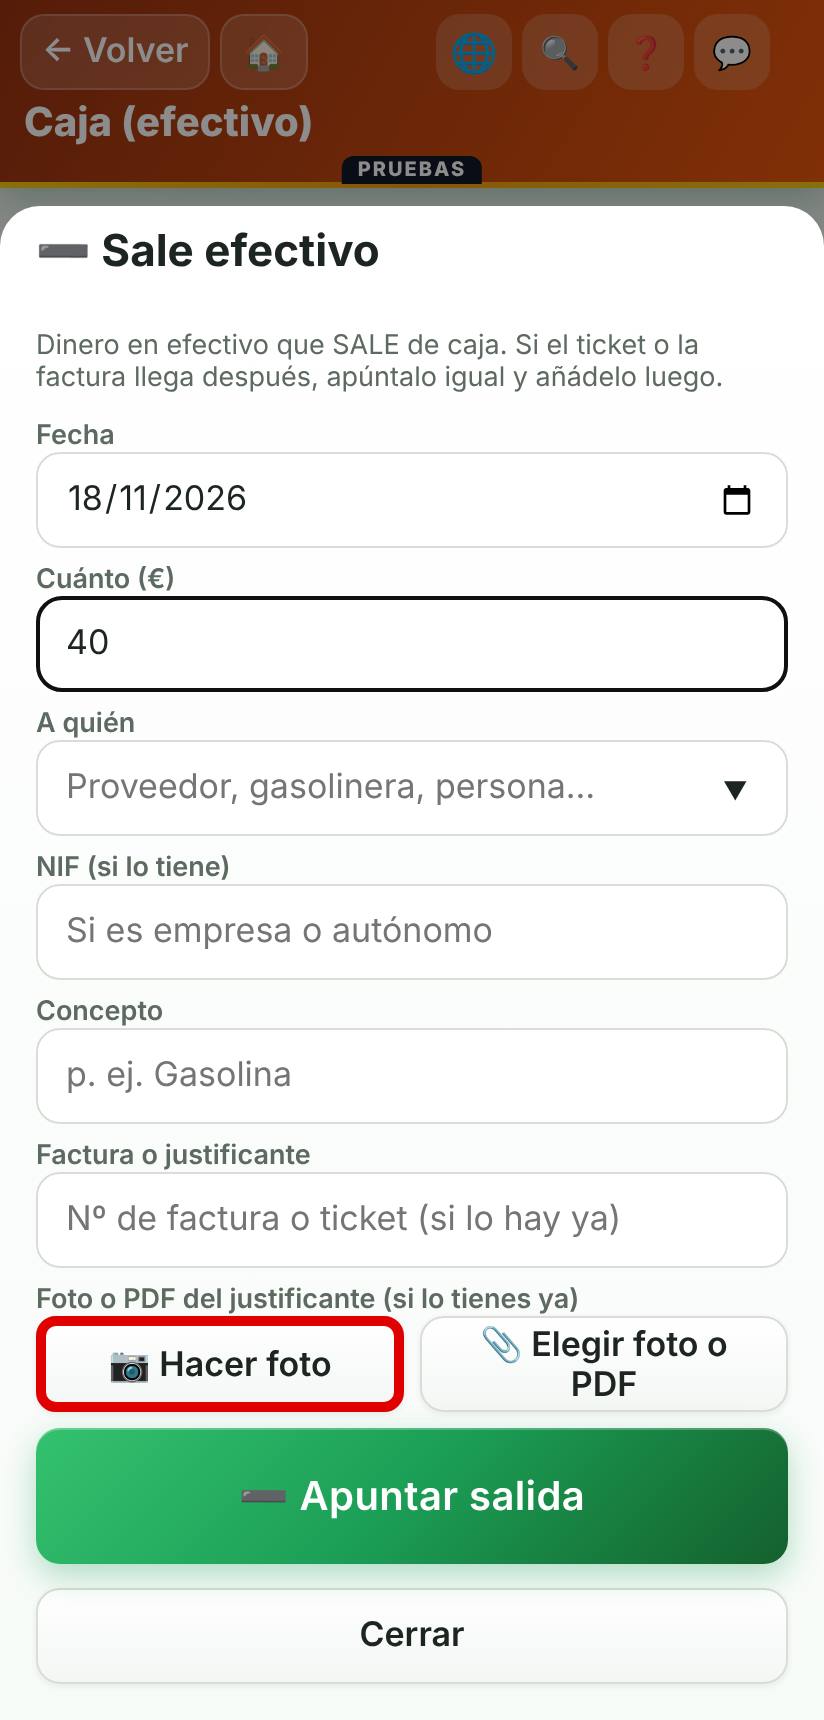 ← Volver
Caja (efectivo)
PRUEBAS
Sale efectivo
Dinero en efectivo que SALE de caja. Si el ticket o la
factura llega después, apúntalo igual y añádelo luego.
Fecha
18/11/2026
Cuánto (€)
40
A quién
Proveedor, gasolinera, persona...
NIF (si lo tiene)
Si es empresa o autónomo
Concepto
p. ej. Gasolina
Factura o justificante
Nº de factura o ticket (si lo hay ya)
Foto o PDF del justificante (si lo tienes ya)
Hacer foto
Elegir foto o
PDF
Apuntar salida
Cerrar